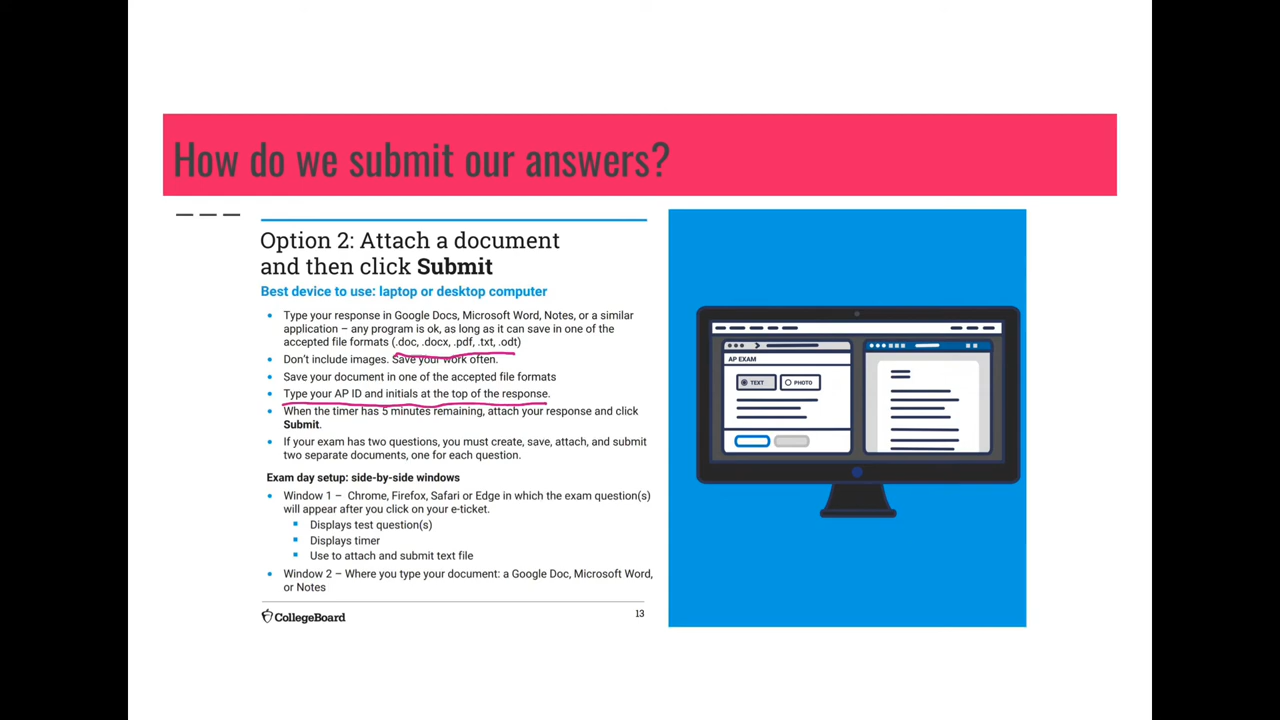 How do we submit our answers?
Option 2: Attach a document
and then click Submit
Best device to use: laptop or desktop computer
• Type your response in Google Docs, Microsoft Word, Notes, or a similar
application – any program is ok, as long as it can save in one of the
accepted file formats (.doc, .docx, .pdf, .txt, .odt)
• Don't include images. Save your work often.
• Save your document in one of the accepted file formats
• Type your AP ID and initials at the top of the response.
• When the timer has 5 minutes remaining, attach your response and click
Submit.
• If your exam has two questions, you must create, save, attach, and submit
two separate documents, one for each question.
Exam day setup: side-by-side windows
• Window 1 – Chrome, Firefox, Safari or Edge in which the exam question(s)
will appear after you click on your e-ticket.
▪ Displays test question(s)
▪ Displays timer
▪ Use to attach and submit text file
• Window 2 – Where you type your document: a Google Doc, Microsoft Word,
or Notes
CollegeBoard
13
AP EXAM
TEXT PHOTO